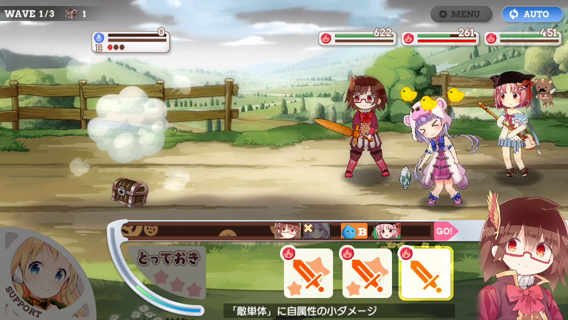 WAVE 1/3 1
MENU
AUTO
0
B
622
261
451
B
GO!
とっておき
SUPPORT
「敵単体」に自属性の小ダメージ